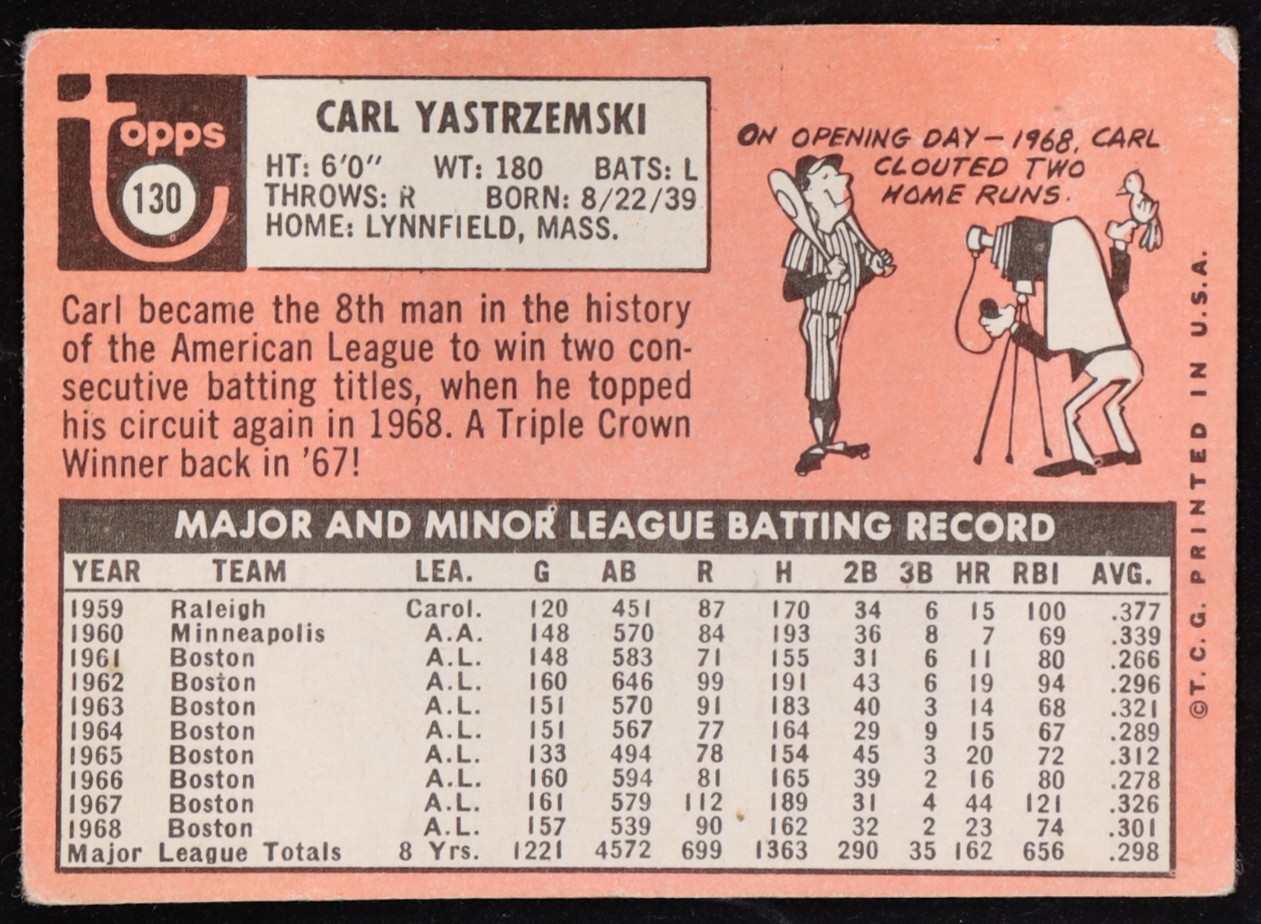 topps
130
CARL YASTRZEMSKI
HT: 6'0" WT: 180 BATS: L
THROWS: R BORN: 8/22/39
HOME: LYNNFIELD, MASS.
ON OPENING DAY—1968, CARL
CLOUTED TWO
HOME RUNS.
Carl became the 8th man in the history
of the American League to win two con-
secutive batting titles, when he topped
his circuit again in 1968. A Triple Crown
Winner back in '67!
MAJOR AND MINOR LEAGUE BATTING RECORD
YEAR TEAM LEA. G AB R H 2B 3B HR RBI AVG.
1959 Raleigh Carol. 120 451 87 170 34 6 15 100 .377
1960 Minneapolis A.A. 148 570 84 193 36 8 7 69 .339
1961 Boston A.L. 148 583 71 155 31 6 11 80 .266
1962 Boston A.L. 160 646 99 191 43 6 19 94 .296
1963 Boston A.L. 151 570 91 183 40 3 14 68 .321
1964 Boston A.L. 151 567 77 164 29 9 15 67 .289
1965 Boston A.L. 133 494 78 154 45 3 20 72 .312
1966 Boston A.L. 160 594 81 165 39 2 16 80 .278
1967 Boston A.L. 161 579 112 189 31 4 44 121 .326
1968 Boston A.L. 157 539 90 162 32 2 23 74 .301
Major League Totals 8 Yrs. 1221 4572 699 1363 290 35 162 656 .298
©T. C. G. PRINTED IN U.S.A.